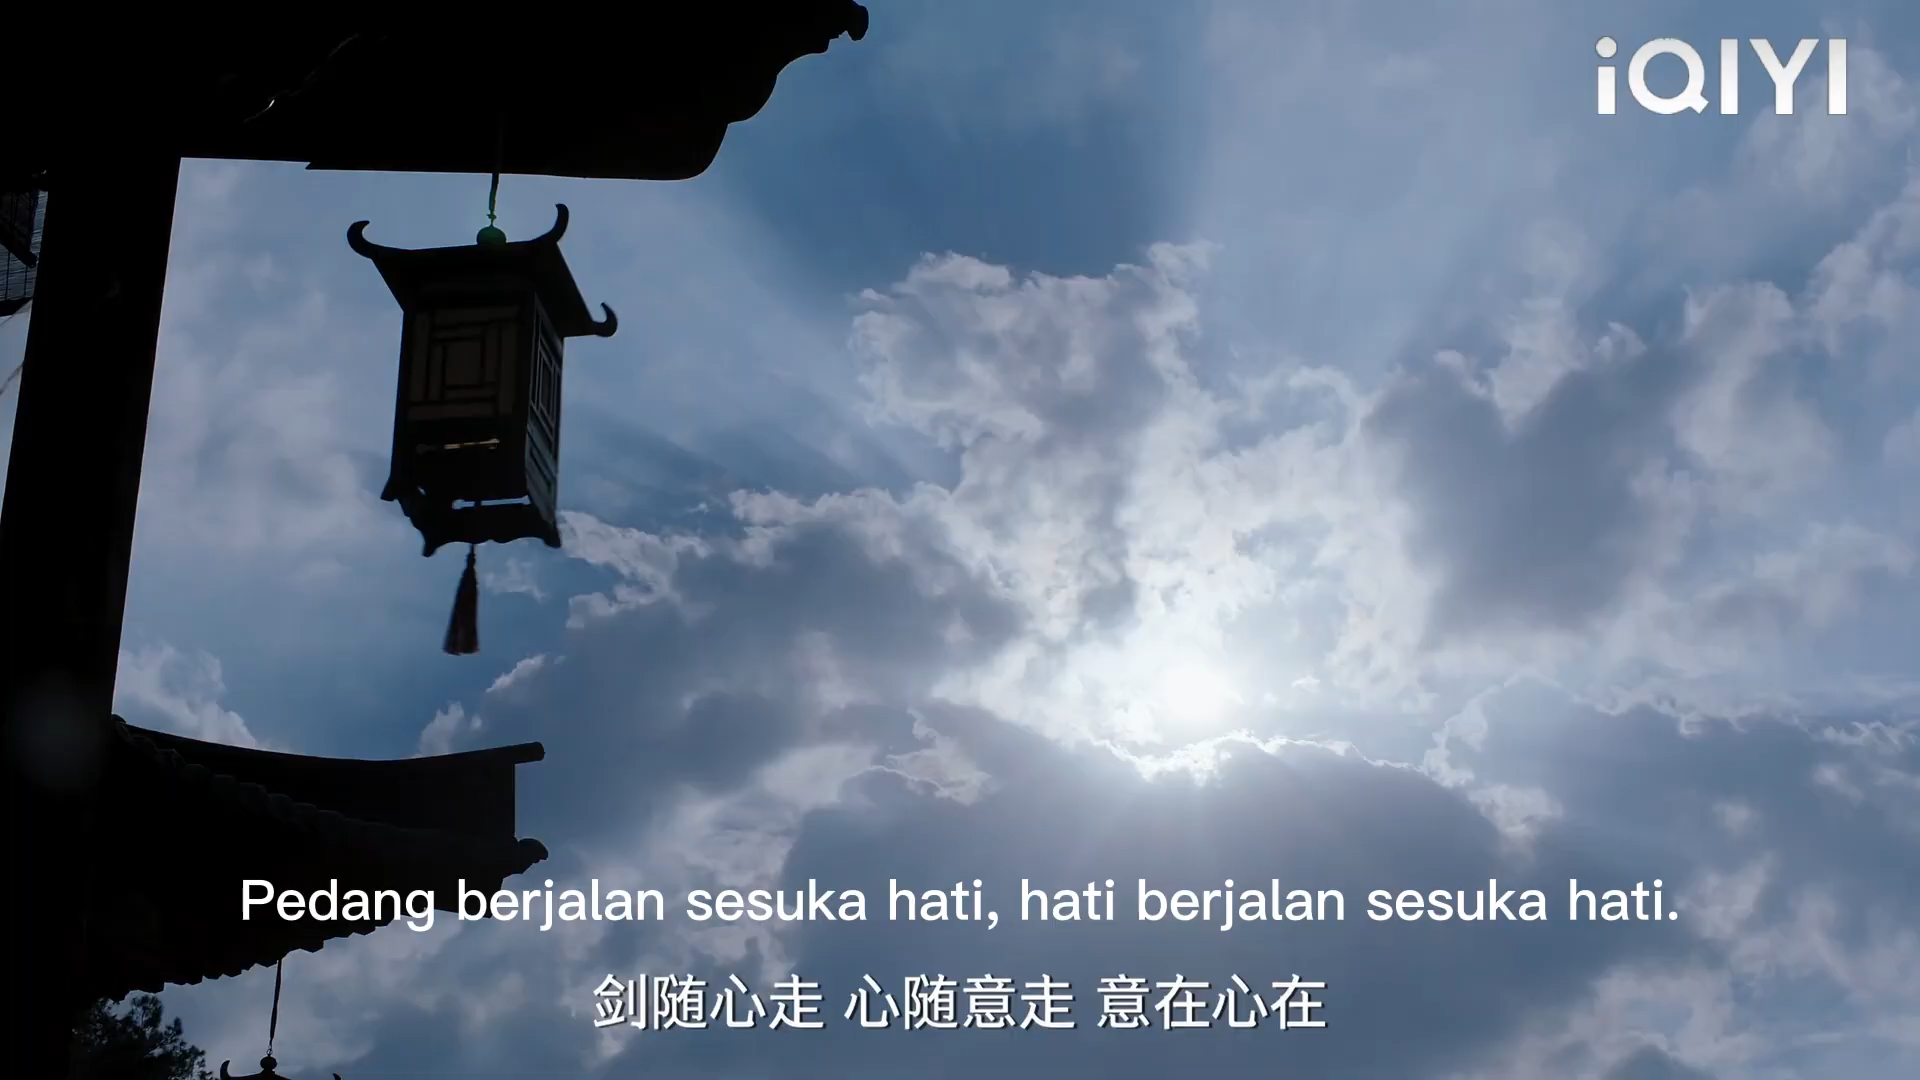 iQIYI
Pedang berjalan sesuka hati, hati berjalan sesuka hati.
剑随心走 心随意走 意在心在